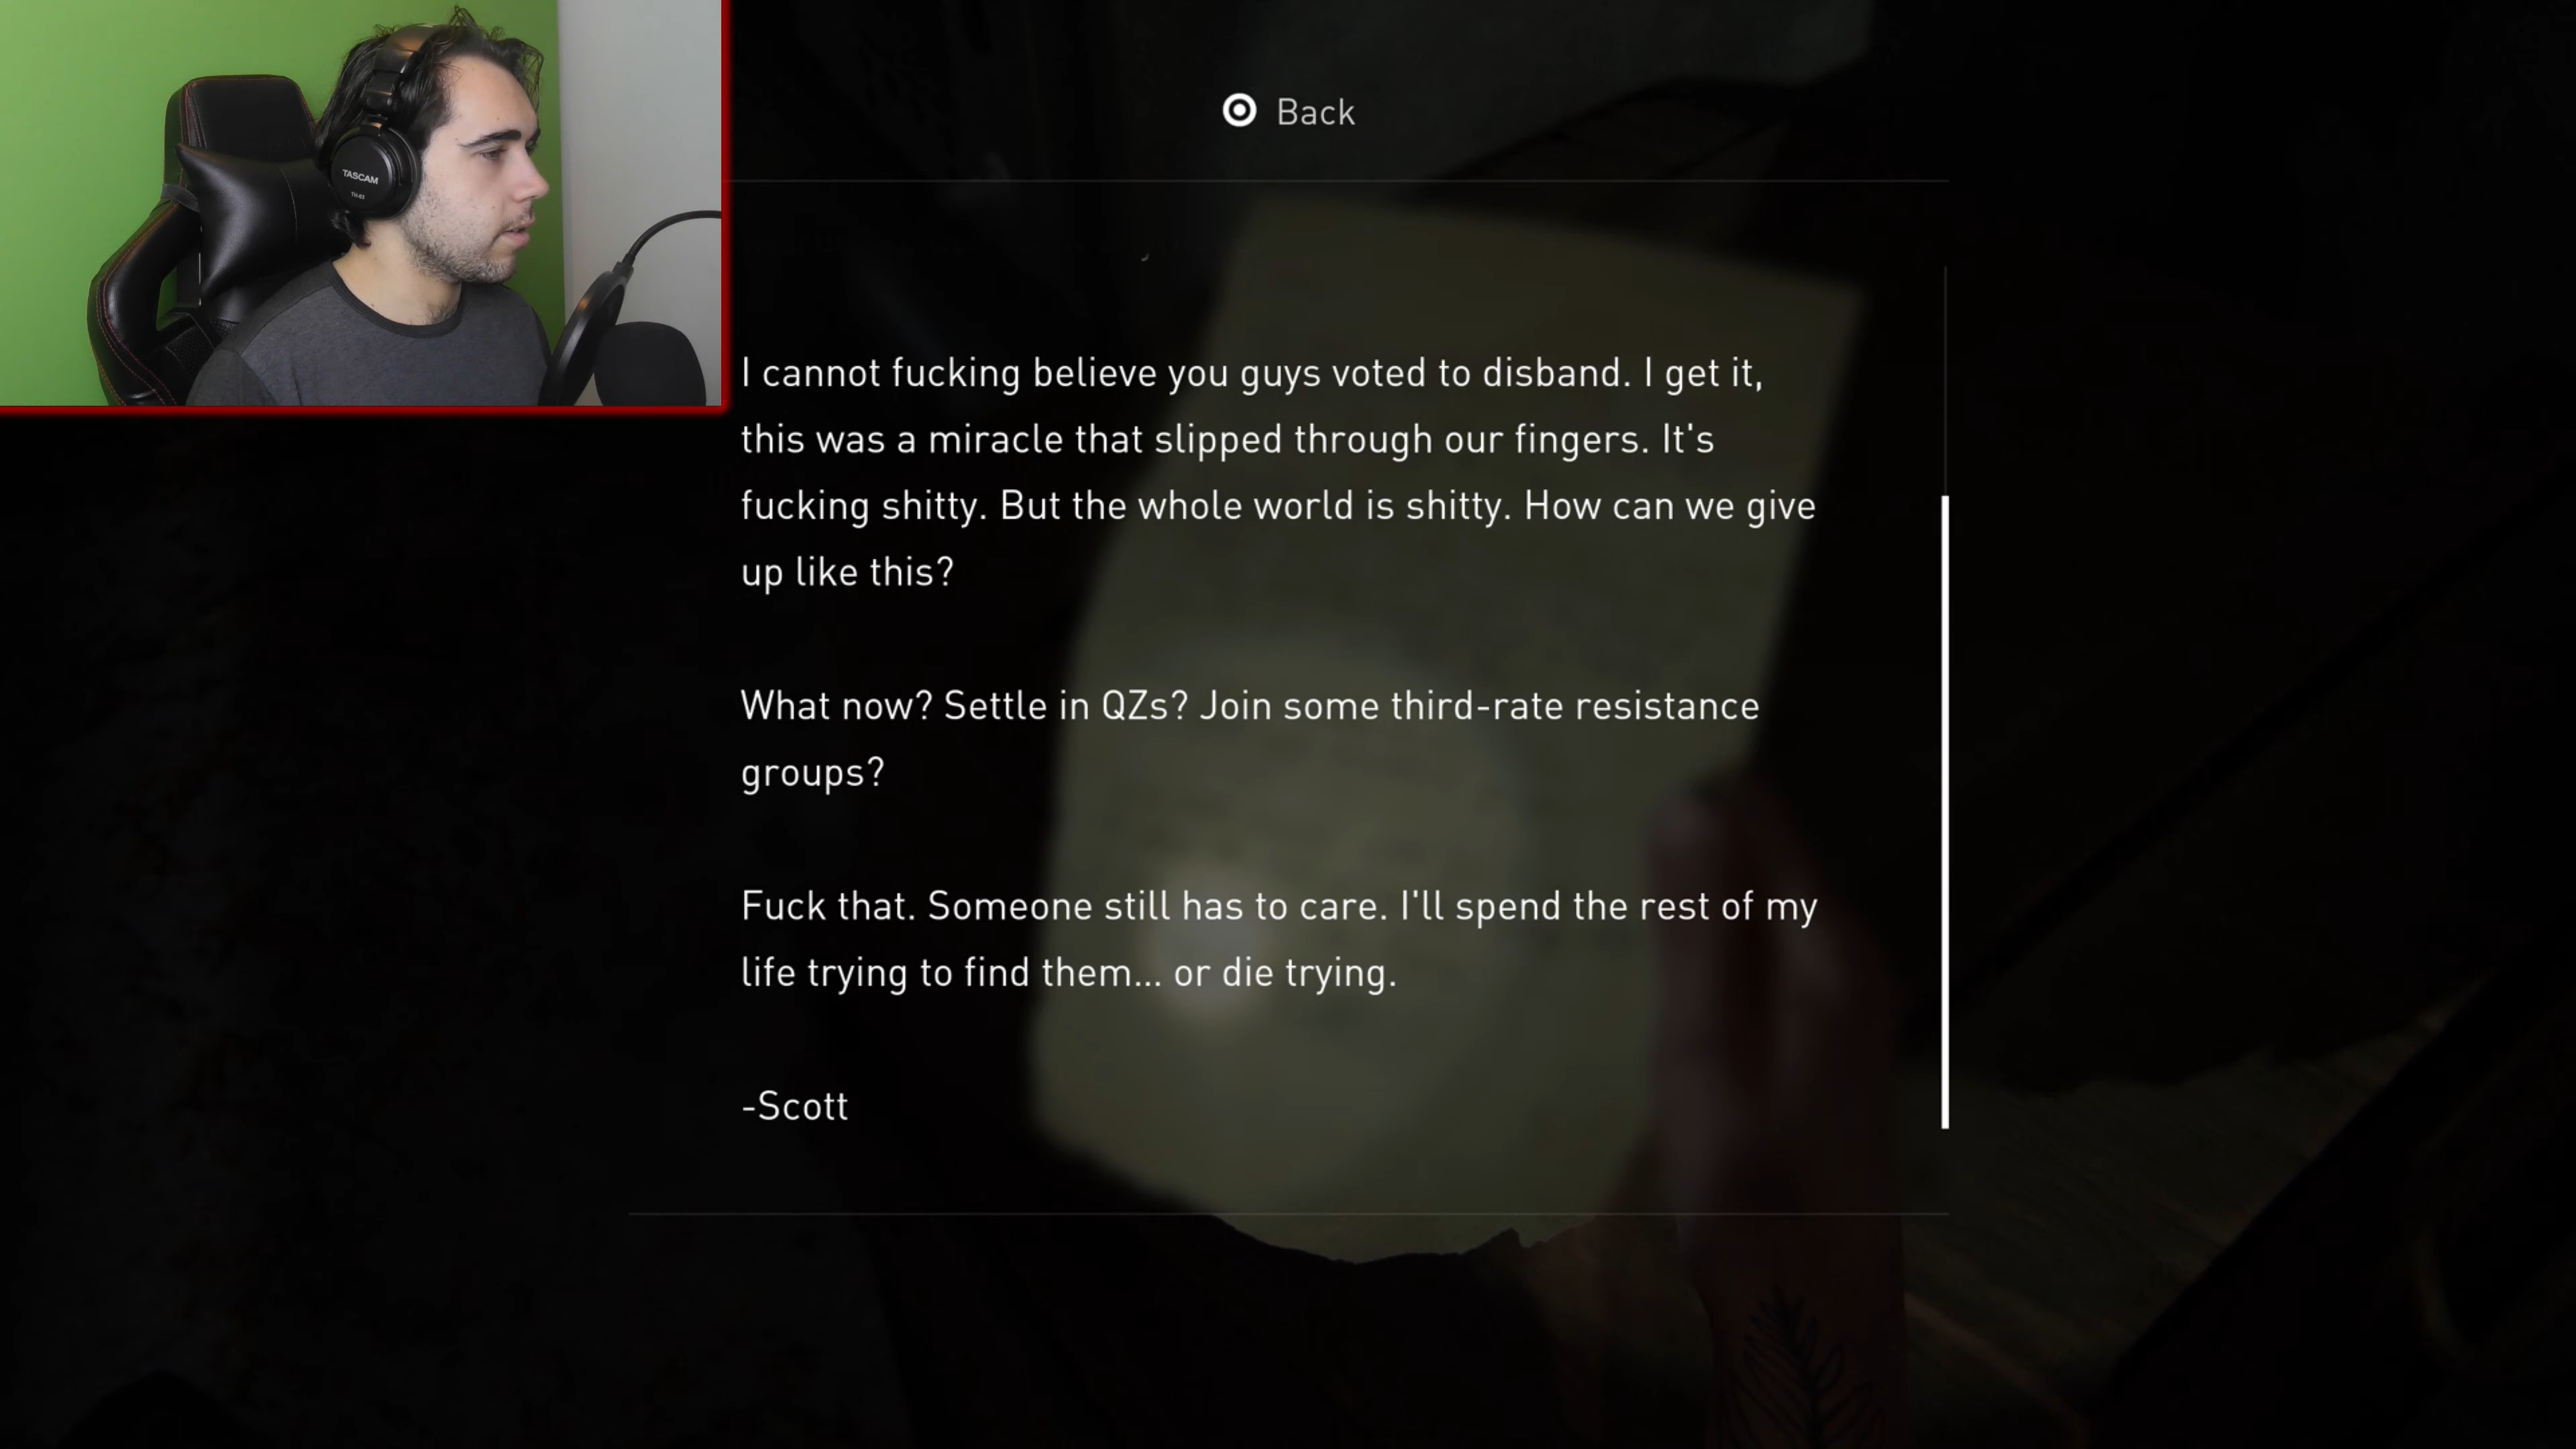 TASCAM
TH-03
Back
I cannot fucking believe you guys voted to disband. I get it,
this was a miracle that slipped through our fingers. It's
fucking shitty. But the whole world is shitty. How can we give
up like this?
What now? Settle in QZs? Join some third-rate resistance
groups?
Fuck that. Someone still has to care. I'll spend the rest of my
life trying to find them... or die trying.
-Scott